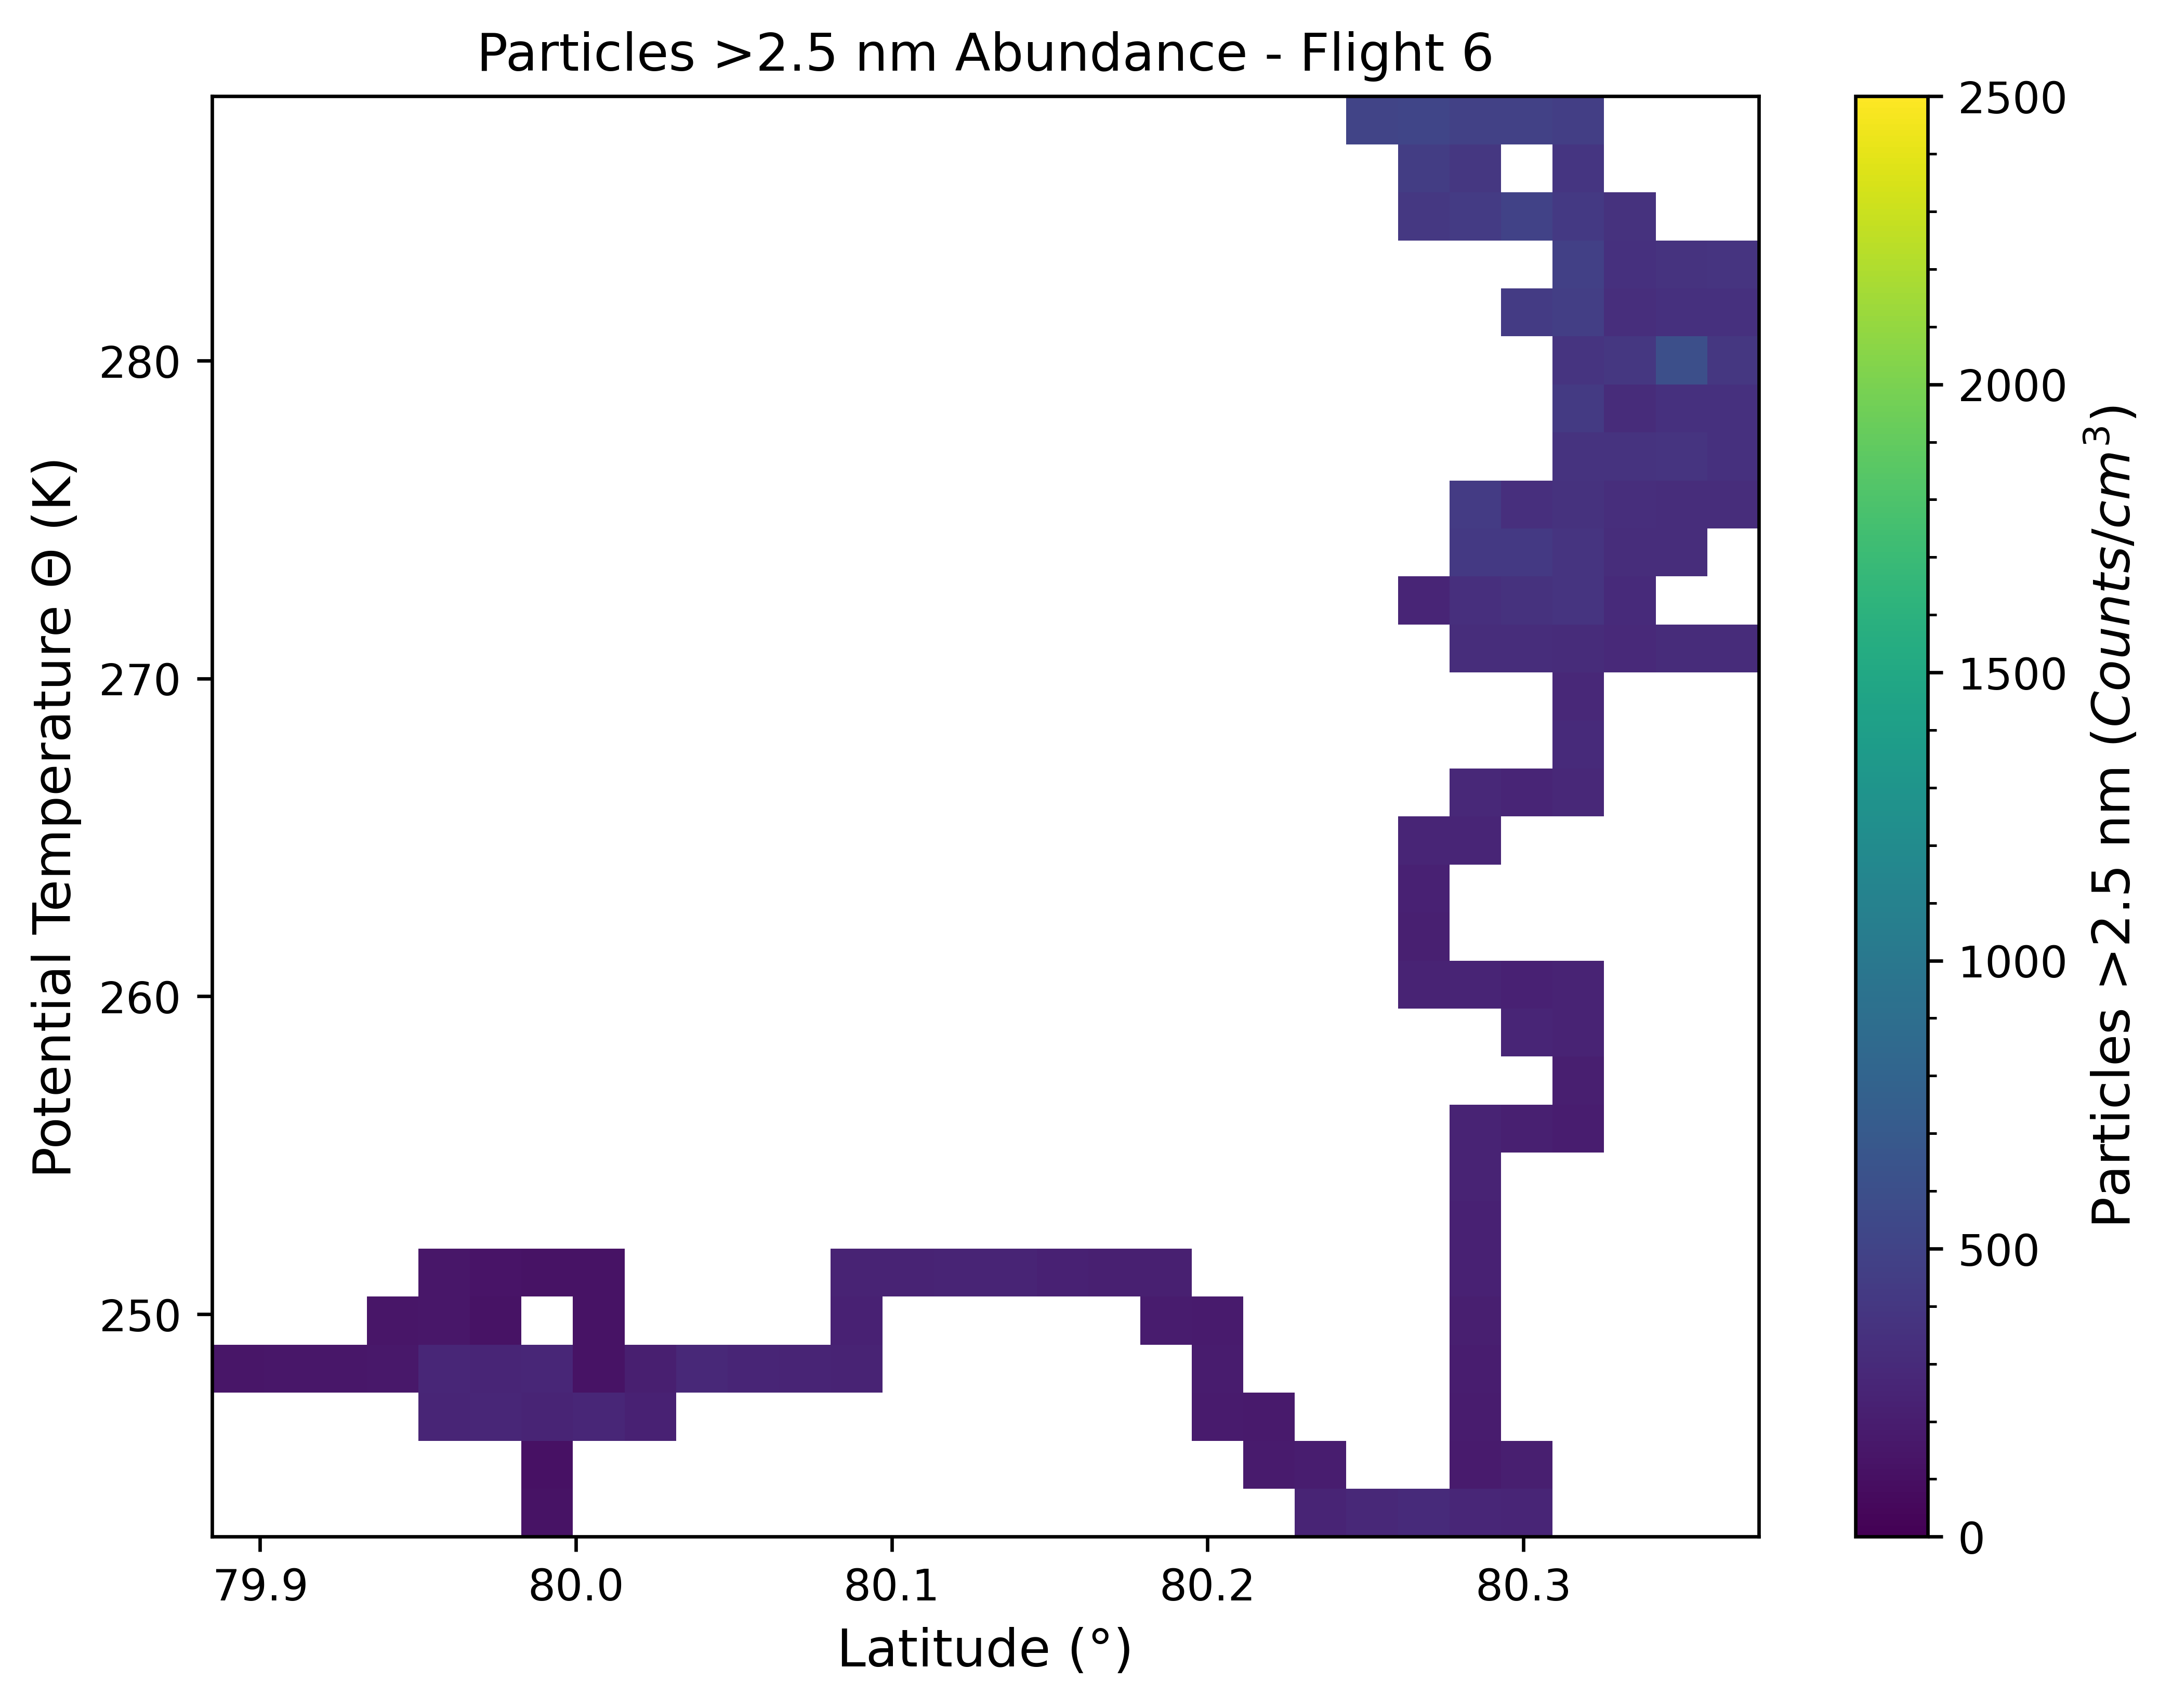 Particles >2.5 nm Abundance - Flight 6
Potential Temperature Θ (K)
280
270
260
250
79.9 80.0 80.1 80.2 80.3
Latitude (°)
2500
2000
1500
1000
500
0
Particles >2.5 nm (Counts/cm³)